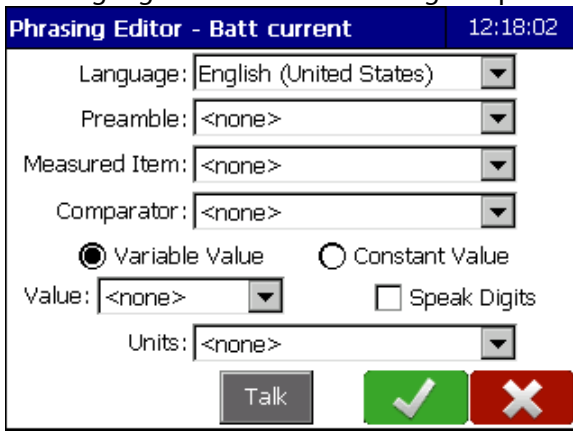 Phrasing Editor - Batt current 12:18:02
Language: English (United States)
Preamble: <none>
Measured Item: <none>
Comparator: <none>
Variable Value Constant Value
Value: <none> Speak Digits
Units: <none>
Talk